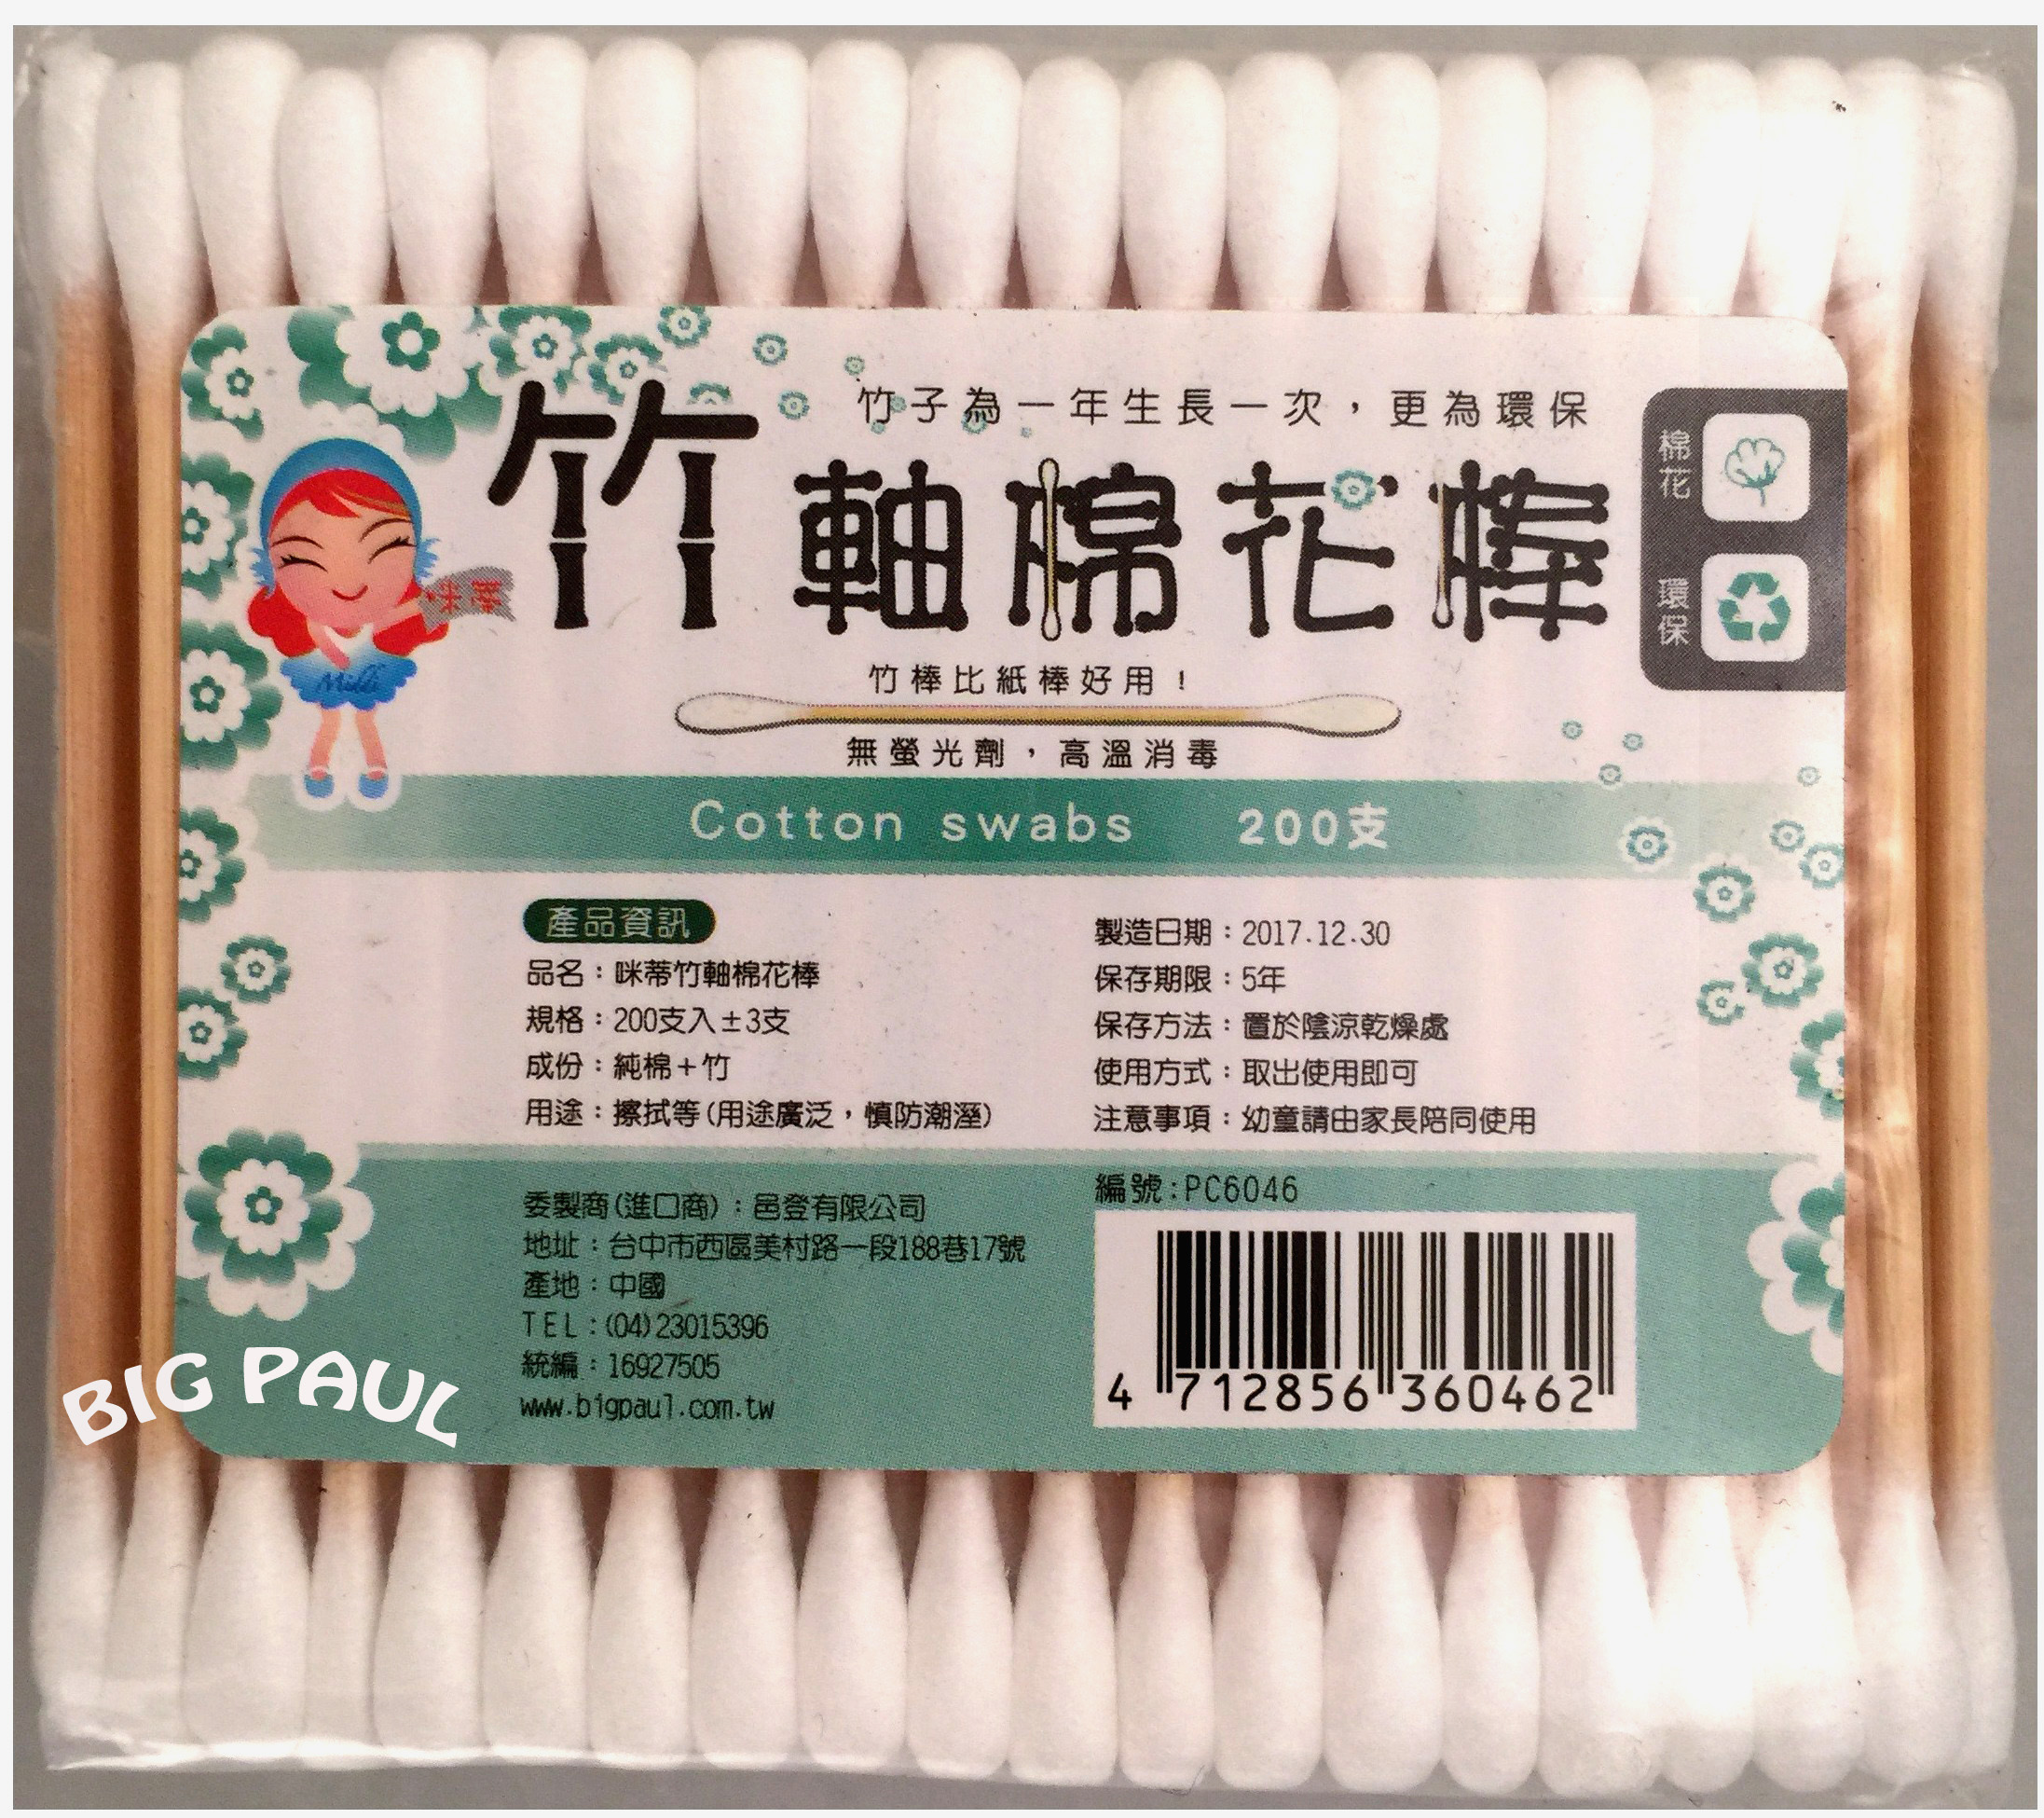 竹子為一年生長一次，更為環保
竹軸棉花棒
棉花
環保
咪蒂
Middi
竹棒比紙棒好用！
無螢光劑，高溫消毒
Cotton swabs 200支
產品資訊
品名：咪蒂竹軸棉花棒
規格：200支入±3支
成份：純棉＋竹
用途：擦拭等(用途廣泛，慎防潮溼)
製造日期：2017.12.30
保存期限：5年
保存方法：置於陰涼乾燥處
使用方式：取出使用即可
注意事項：幼童請由家長陪同使用
委製商(進口商)：邑登有限公司
地址：台中市西區美村路一段188巷17號
產地：中國
TEL：(04)23015396
統編：16927505
www.bigpaul.com.tw
編號:PC6046
4 712856 360462
BIG PAUL